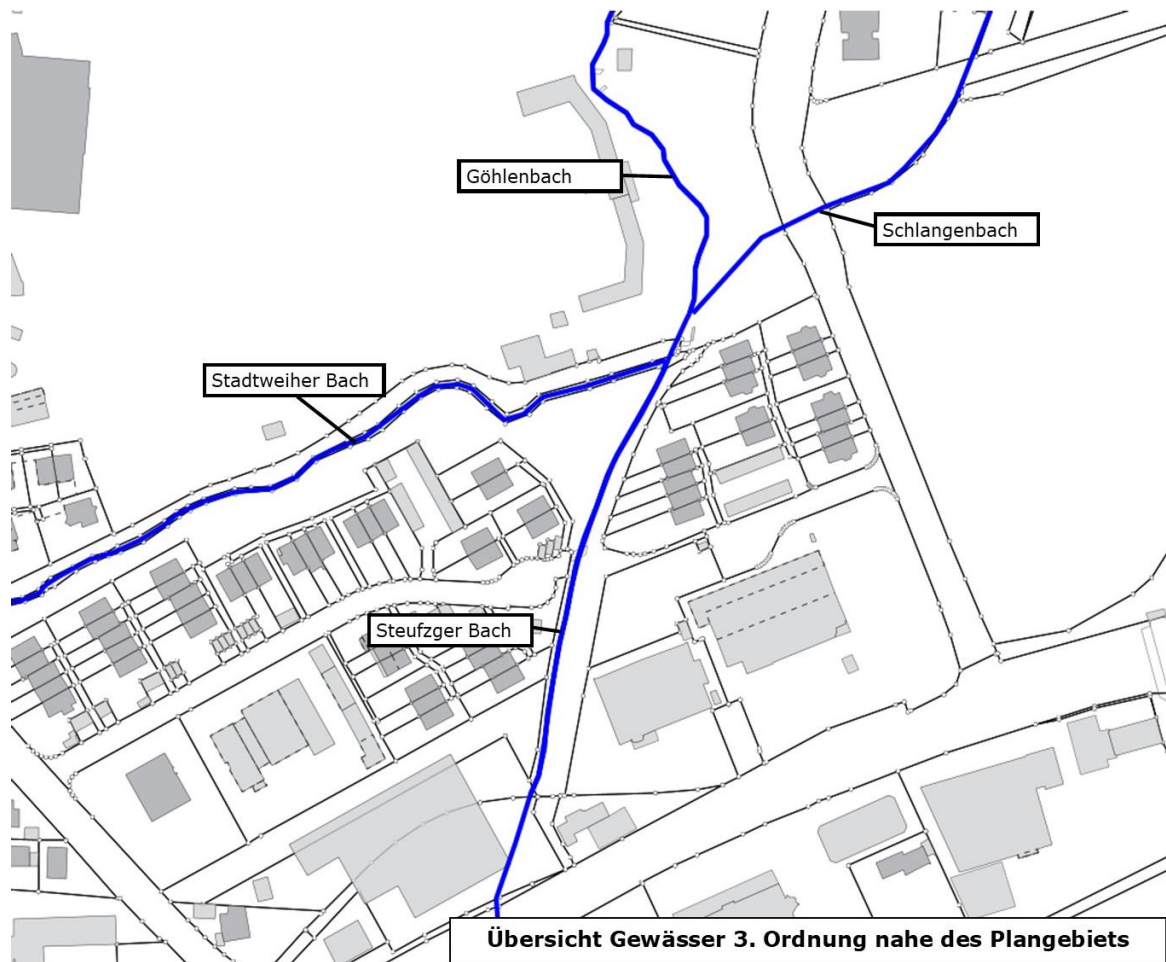 Göhlenbach
Schlangenbach
Stadtweiher Bach
Steufzger Bach
Übersicht Gewässer 3. Ordnung nahe des Plangebiets